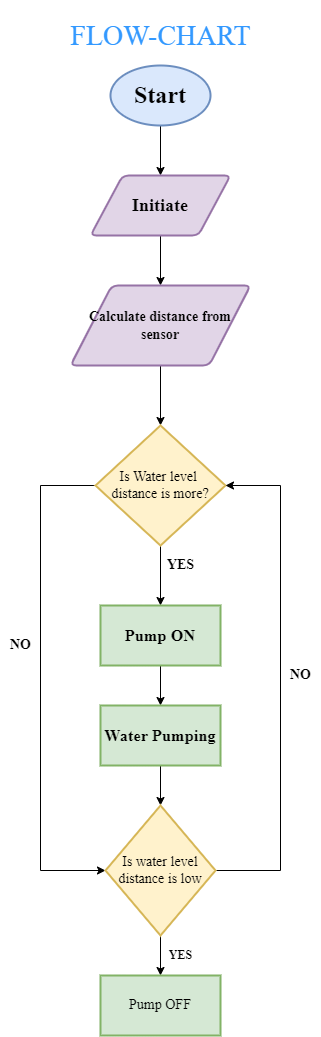 FLOW-CHART
Start
Initiate
Calculate distance from
sensor
Is Water level
distance is more?
YES
Pump ON
NO
NO
Water Pumping
Is water level
distance is low
YES
Pump OFF